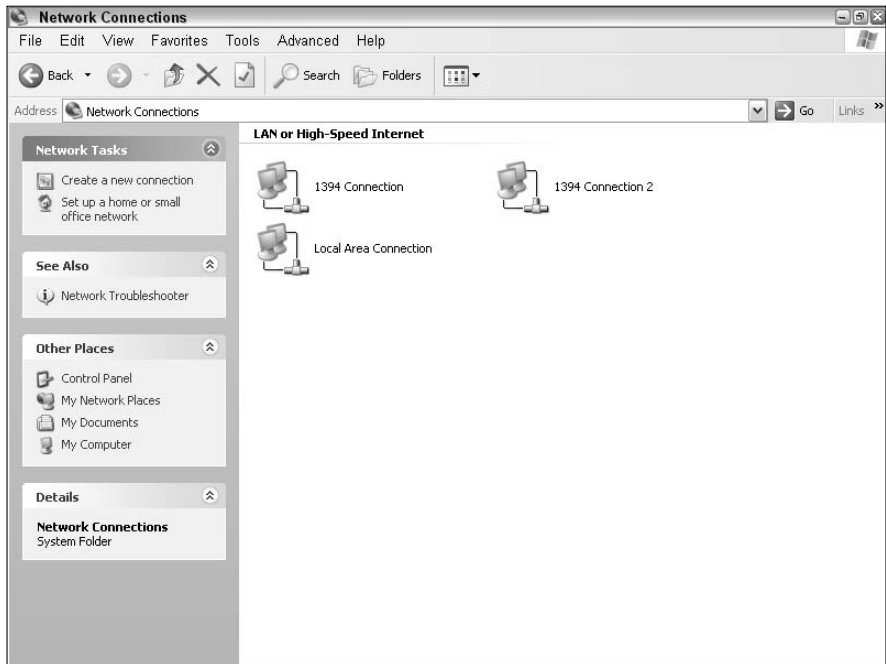 Network Connections
File Edit View Favorites Tools Advanced Help
Back Search Folders
Address Network Connections Go Links »
Network Tasks
Create a new connection
Set up a home or small
office network
See Also
Network Troubleshooter
Other Places
Control Panel
My Network Places
My Documents
My Computer
Details
Network Connections
System Folder
LAN or High-Speed Internet
1394 Connection 1394 Connection 2
Local Area Connection